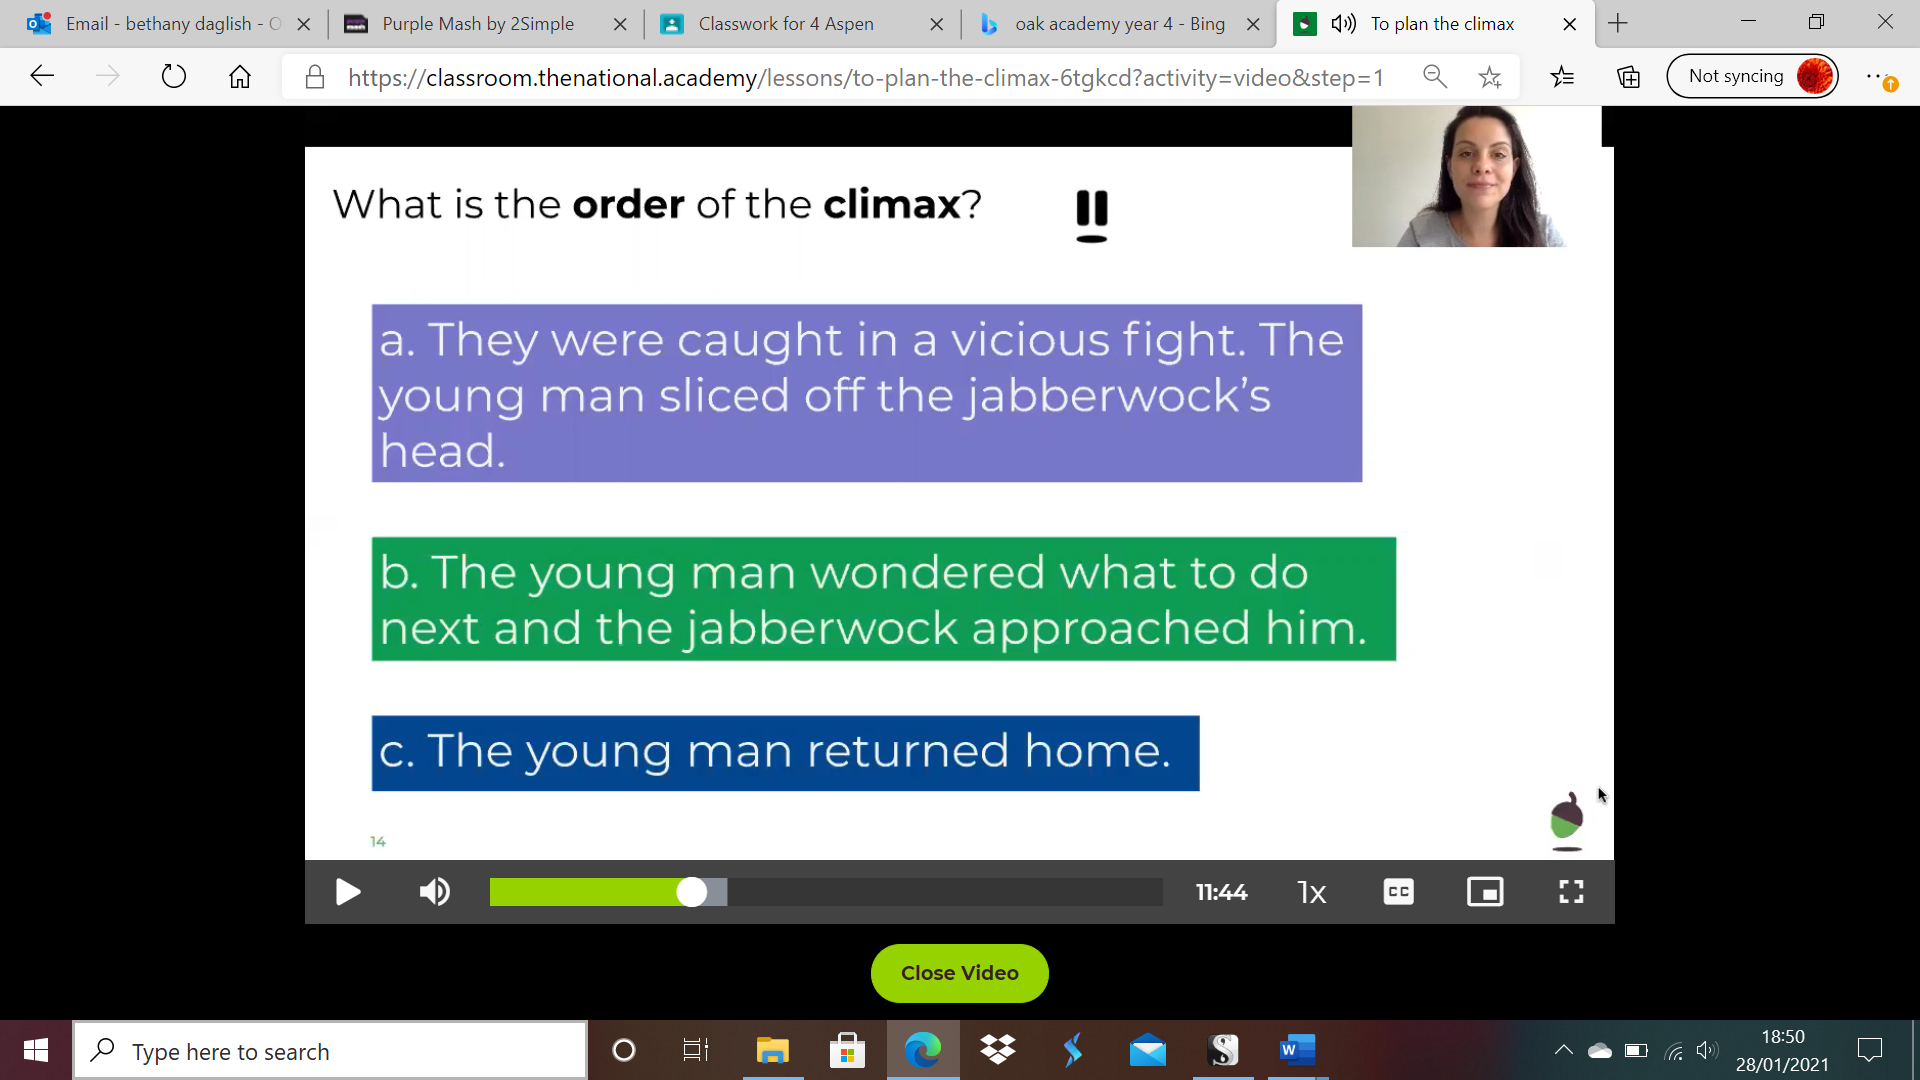 Email - bethany daglish - O
Purple Mash by 2Simple
Classwork for 4 Aspen
oak academy year 4 - Bing
To plan the climax
https://classroom.thenational.academy/lessons/to-plan-the-climax-6tgkcd?activity=video&step=1
Not syncing
What is the order of the climax?
a. They were caught in a vicious fight. The
young man sliced off the jabberwock’s
head.
b. The young man wondered what to do
next and the jabberwock approached him.
c. The young man returned home.
14
11:44
1x
CC
Close Video
Type here to search
S
W
18:50
28/01/2021